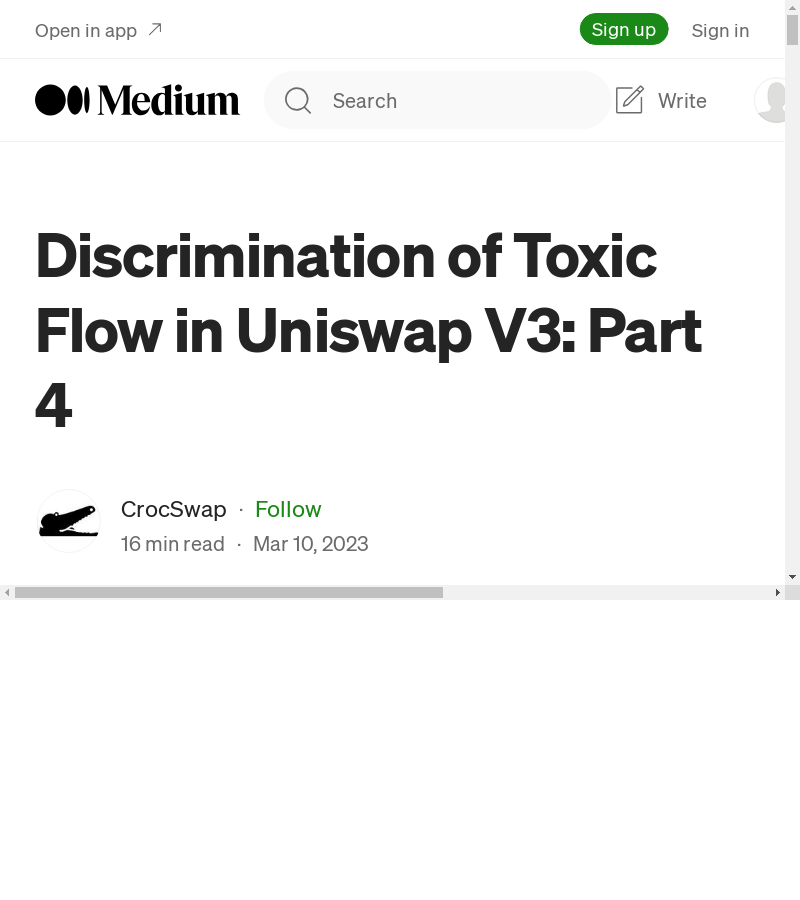 Open in app
Sign up
Sign in
Medium
Search
Write
Discrimination of Toxic
Flow in Uniswap V3: Part
4
CrocSwap · Follow
16 min read · Mar 10, 2023